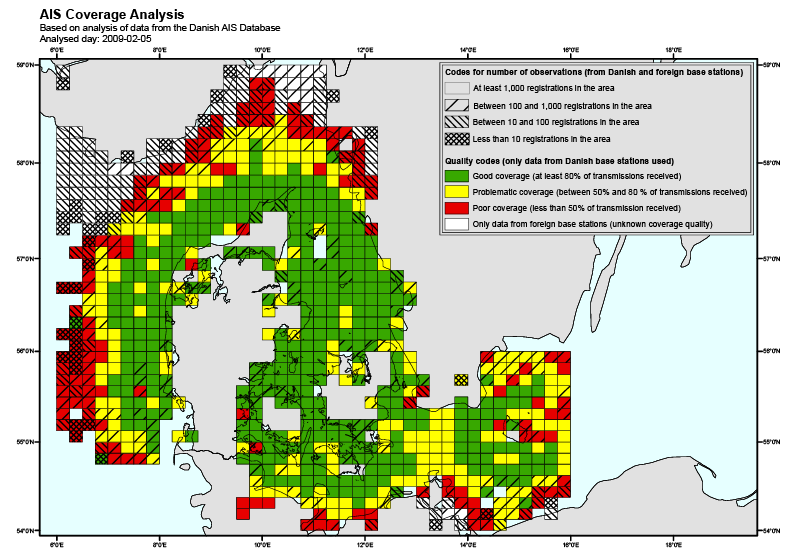 AIS Coverage Analysis
Based on analysis of data from the Danish AIS Database
Analysed day: 2009-02-05
6°0'E 8°0'E 10°0'E 12°0'E
59°0'N 59°0'N
Codes for number of observations (from Danish and foreign base stations)
At least 1,000 registrations in the area
Between 100 and 1,000 registrations in the area
Between 10 and 100 registrations in the area
Less than 10 registrations in the area
Quality codes (only data from Danish base stations used)
58°0'N 58°0'N
Good coverage (at least 80% of transmissions received)
Problematic coverage (between 50% and 80 % of transmissions received)
Poor coverage (less than 50% of transmissions received)
Only data from foreign base stations (unknown coverage quality)
57°0'N 57°0'N
56°0'N 56°0'N
55°0'N 55°0'N
54°0'N 54°0'N
6°0'E 8°0'E 10°0'E 12°0'E 14°0'E 16°0'E 18°0'E